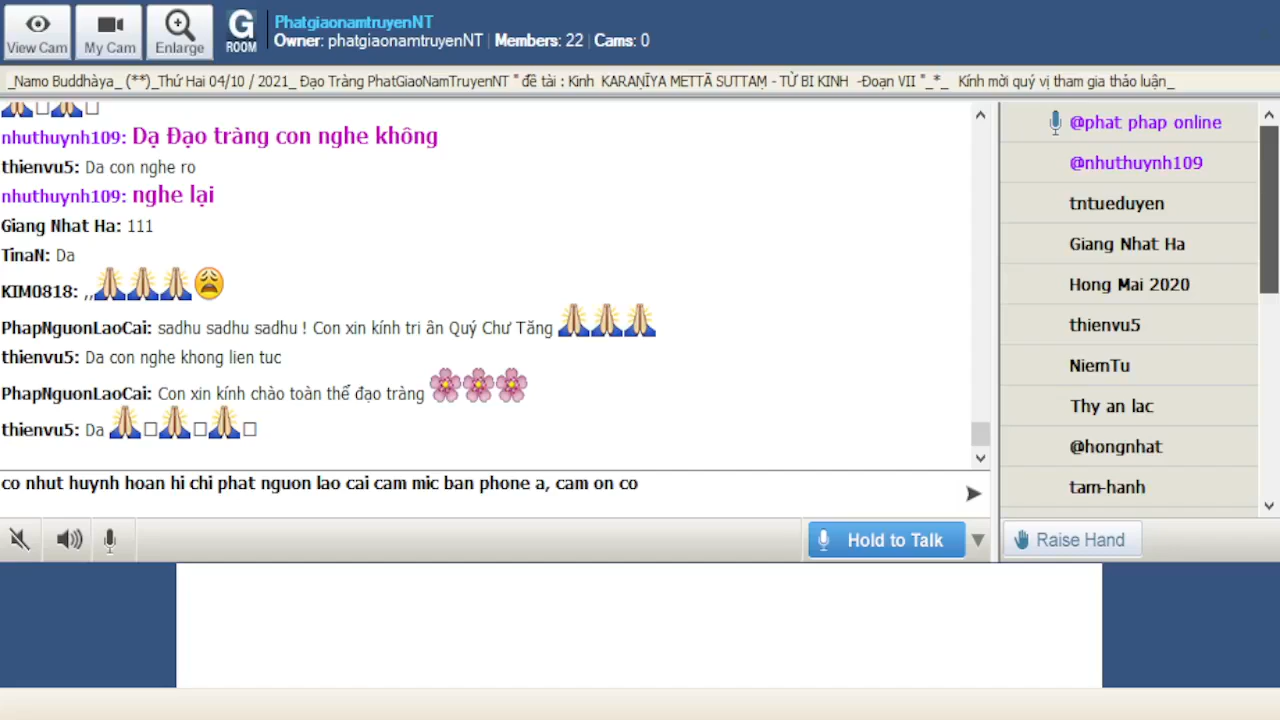 View Cam
My Cam
Enlarge
G
ROOM
PhatgiaonamtruyenNT
Owner: phatgiaonamtruyenNT | Members: 22 | Cams: 0
_Namo Buddhàya_ (**)_Thứ Hai 04/10 / 2021_ Đạo Tràng PhatGiaoNamTruyenNT " đề tài : Kinh KARAṆĪYA METTĀ SUTTAṂ - TỪ BI KINH -Đoạn VII "_*_ Kính mời quý vị tham gia thảo luận_
nhuthuynh109: Dạ Đạo tràng con nghe không
thienvu5: Da con nghe ro
nhuthuynh109: nghe lại
Giang Nhat Ha: 111
TinaN: Da
KIM0818: ,,🙏🙏🙏😩
PhapNguonLaoCai: sadhu sadhu sadhu ! Con xin kính tri ân Quý Chư Tăng 🙏🙏🙏
thienvu5: Da con nghe khong lien tuc
PhapNguonLaoCai: Con xin kính chào toàn thể đạo tràng 🌸🌸🌸
thienvu5: Da 🙏□🙏□🙏□
co nhut huynh hoan hi chi phat nguon lao cai cam mic ban phone a, cam on co
Hold to Talk
@phat phap online
@nhuthuynh109
tntueduyen
Giang Nhat Ha
Hong Mai 2020
thienvu5
NiemTu
Thy an lac
@hongnhat
tam-hanh
Raise Hand